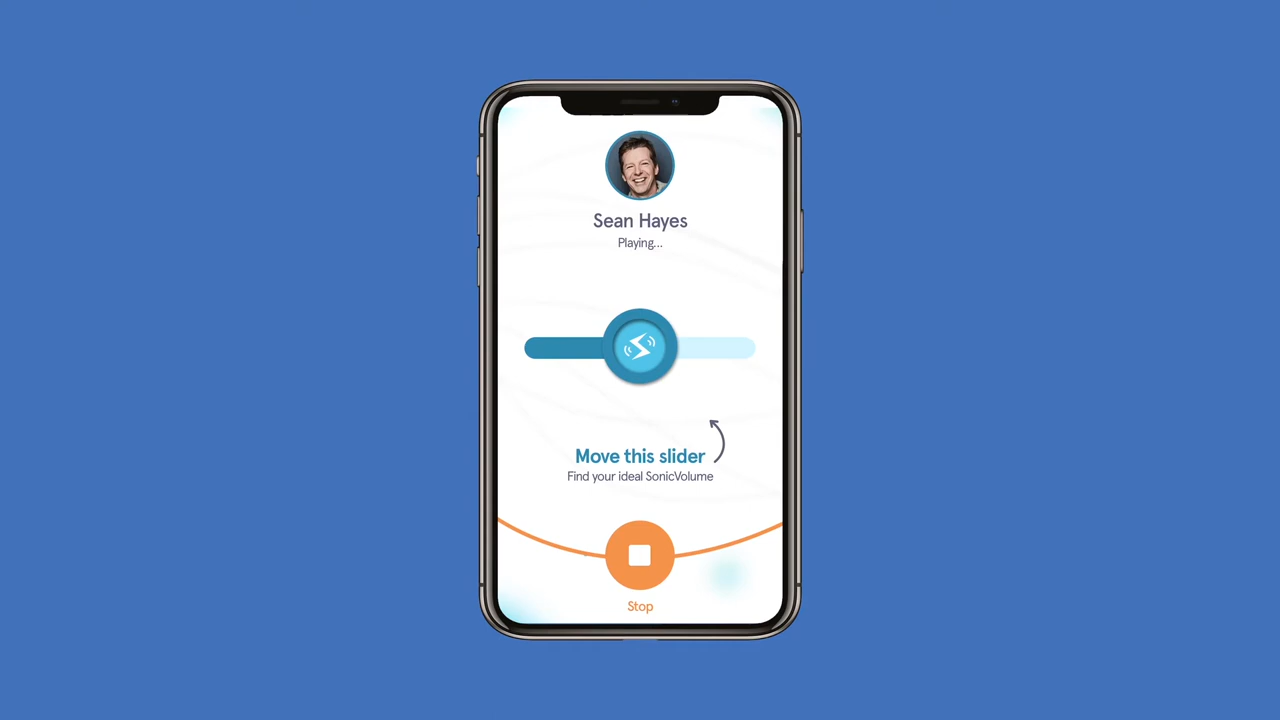 Sean Hayes
Playing...
Move this slider
Find your ideal SonicVolume
Stop